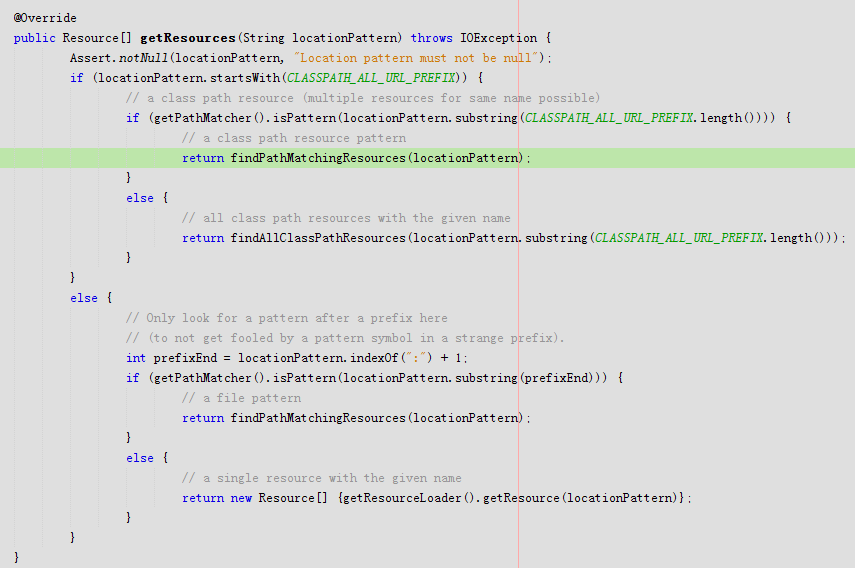 @Override
public Resource[] getResources(String locationPattern) throws IOException {
Assert.notNull(locationPattern, "Location pattern must not be null");
if (locationPattern.startsWith(CLASSPATH_ALL_URL_PREFIX)) {
// a class path resource (multiple resources for same name possible)
if (getPathMatcher().isPattern(locationPattern.substring(CLASSPATH_ALL_URL_PREFIX.length()))) {
// a class path resource pattern
return findPathMatchingResources(locationPattern);
}
else {
// all class path resources with the given name
return findAllClassPathResources(locationPattern.substring(CLASSPATH_ALL_URL_PREFIX.length()));
}
}
else {
// Only look for a pattern after a prefix here
// (to not get fooled by a pattern symbol in a strange prefix).
int prefixEnd = locationPattern.indexOf(":") + 1;
if (getPathMatcher().isPattern(locationPattern.substring(prefixEnd))) {
// a file pattern
return findPathMatchingResources(locationPattern);
}
else {
// a single resource with the given name
return new Resource[] {getResourceLoader().getResource(locationPattern)};
}
}
}